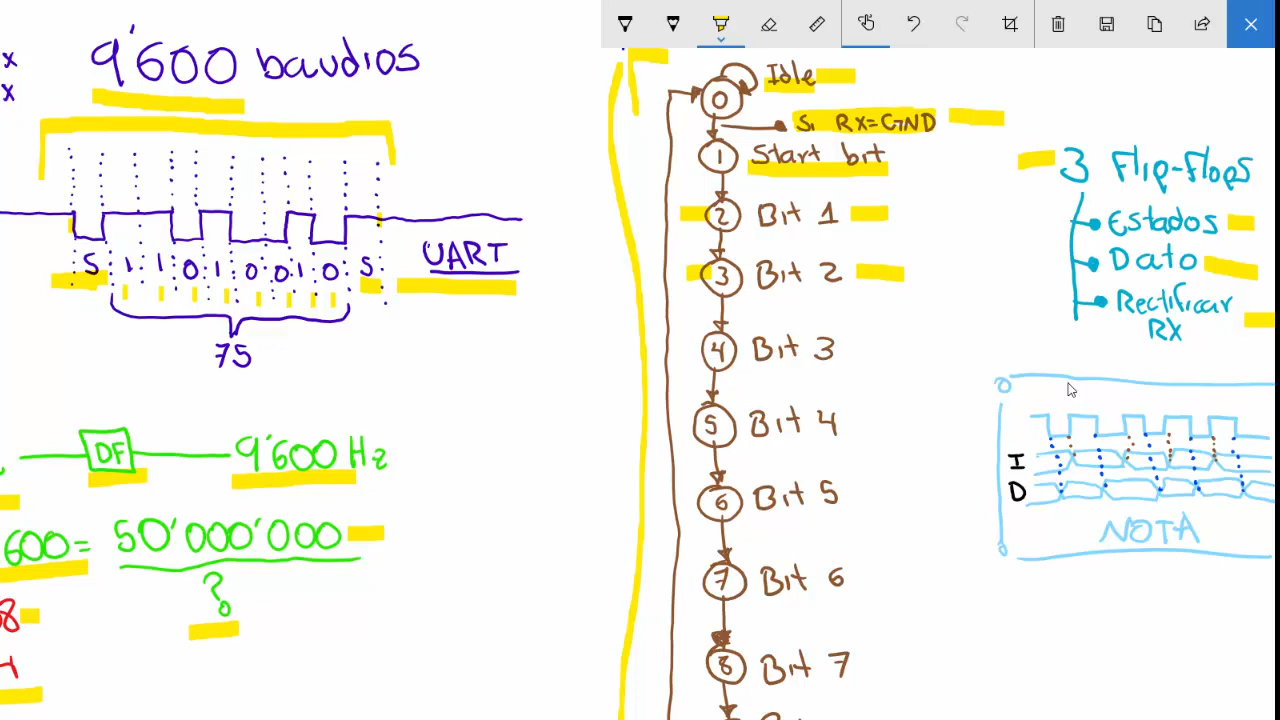 x
x
9'600 baudios
S 1 1 0 1 0 0 1 0 S
UART
75
DF
9'600 Hz
600= 50'000'000
?
8
Idle
0
Si RX=GND
1 Start bit
2 Bit 1
3 Bit 2
4 Bit 3
5 Bit 4
6 Bit 5
7 Bit 6
8 Bit 7
3 Flip-Flops
Estados
Dato
Rectificar
RX
I
D
NOTA